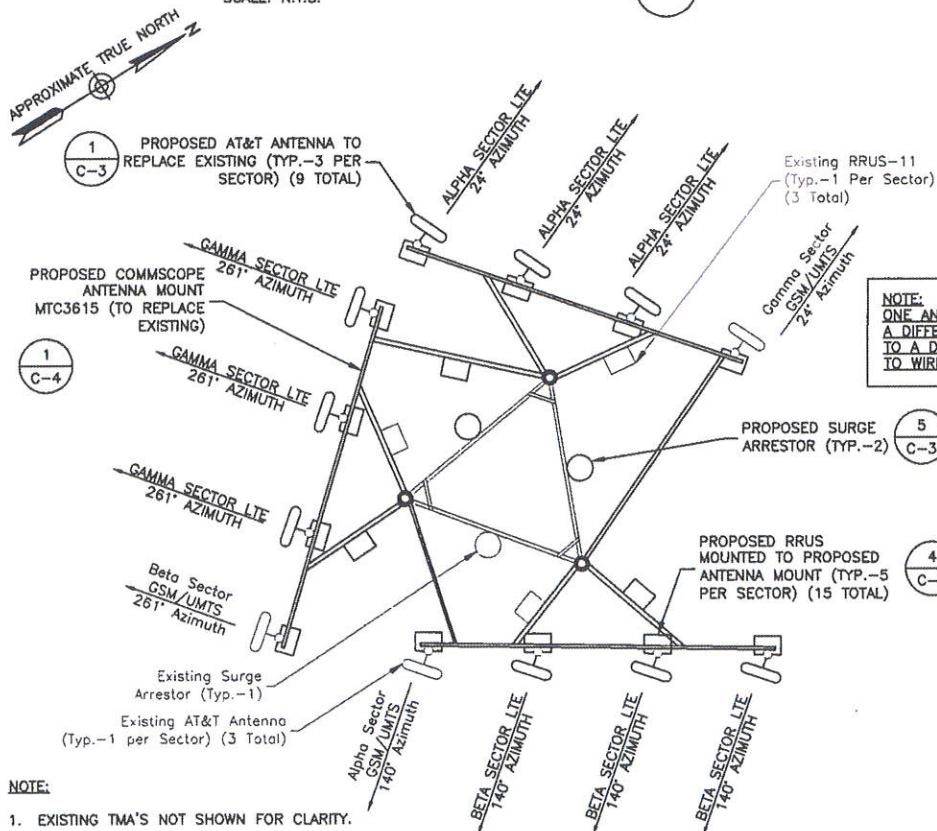 SCALE: N.T.S.
APPROXIMATE TRUE NORTH
N
1
C-3
PROPOSED AT&T ANTENNA TO
REPLACE EXISTING (TYP.-3 PER
SECTOR) (9 TOTAL)
ALPHA SECTOR LTE
24° AZIMUTH
ALPHA SECTOR LTE
24° AZIMUTH
ALPHA SECTOR LTE
24° AZIMUTH
Existing RRUS-11
(Typ.-1 Per Sector)
(3 Total)
Gamma Sector
GSM/UMTS
24° Azimuth
GAMMA SECTOR LTE
261° AZIMUTH
PROPOSED COMMSCOPE
ANTENNA MOUNT
MTC3615 (TO REPLACE
EXISTING)
1
C-4
GAMMA SECTOR LTE
261° AZIMUTH
NOTE:
ONE
A
TO A
TO
PROPOSED SURGE
ARRESTOR (TYP.-2)
5
C-3
GAMMA SECTOR LTE
261° AZIMUTH
PROPOSED RRUS
MOUNTED TO PROPOSED
ANTENNA MOUNT (TYP.-5
PER SECTOR) (15 TOTAL)
4
Beta Sector
GSM/UMTS
261° Azimuth
Existing Surge
Arrestor (Typ.-1)
Existing AT&T Antenna
(Typ.-1 per Sector) (3 Total)
Alpha Sector
GSM/UMTS
140° Azimuth
BETA SECTOR LTE
140° AZIMUTH
BETA SECTOR LTE
140° AZIMUTH
BETA SECTOR LTE
140° AZIMUTH
NOTE:
1. EXISTING TMA'S NOT SHOWN FOR CLARITY.